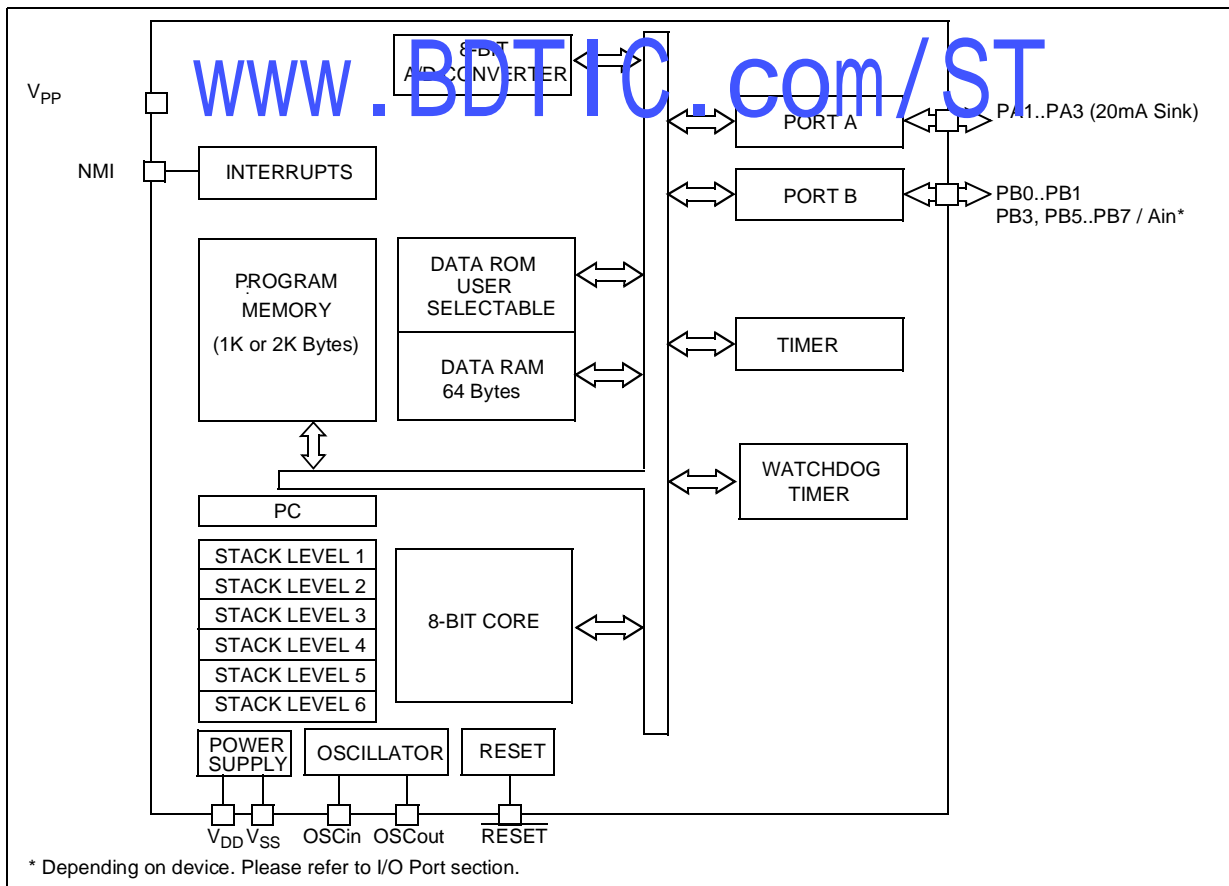 www.BDTIC.com/ST
8-BIT
A/D CONVERTER
VPP
PORT A
PA1..PA3 (20mA Sink)
NMI
INTERRUPTS
PORT B
PB0..PB1
PB3, PB5..PB7 / Ain*
PROGRAM
MEMORY
(1K or 2K Bytes)
DATA ROM
USER
SELECTABLE
DATA RAM
64 Bytes
TIMER
WATCHDOG
TIMER
PC
STACK LEVEL 1
STACK LEVEL 2
STACK LEVEL 3
STACK LEVEL 4
STACK LEVEL 5
STACK LEVEL 6
8-BIT CORE
POWER
SUPPLY
OSCILLATOR
RESET
VDD VSS OSCin OSCout RESET
* Depending on device. Please refer to I/O Port section.